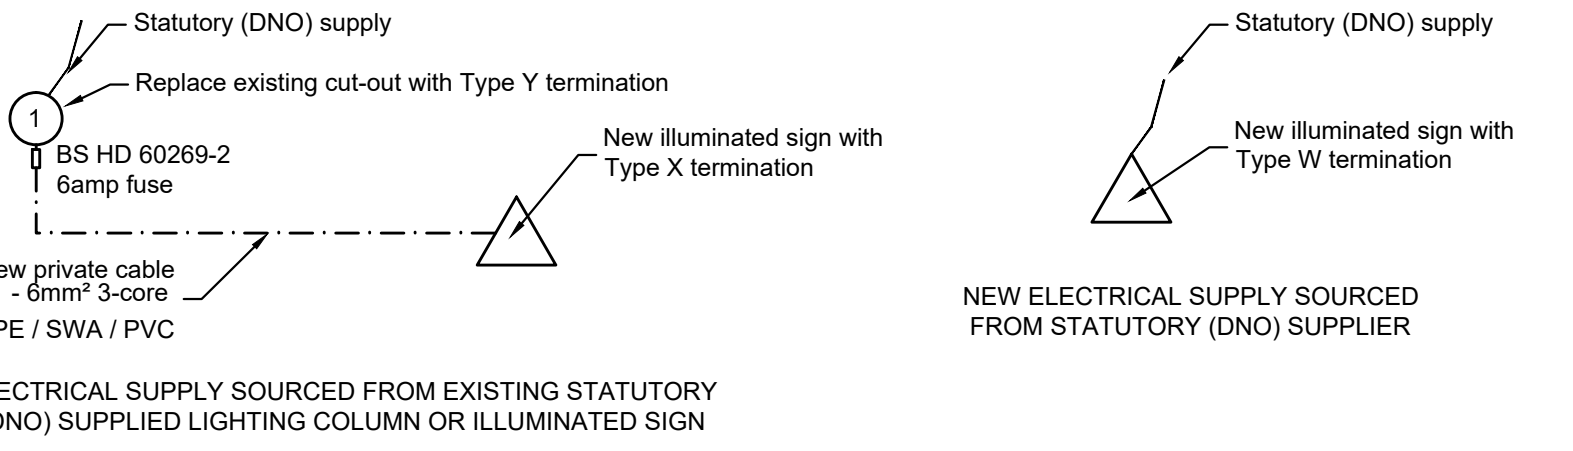 Statutory (DNO) supply
Replace existing cut-out with Type Y termination
1
BS HD 60269-2
6amp fuse
New illuminated sign with
Type X termination
ew private cable
- 6mm² 3-core
PE / SWA / PVC
ECTRICAL SUPPLY SOURCED FROM EXISTING STATUTORY
DNO) SUPPLIED LIGHTING COLUMN OR ILLUMINATED SIGN
Statutory (DNO) supply
New illuminated sign with
Type W termination
NEW ELECTRICAL SUPPLY SOURCED
FROM STATUTORY (DNO) SUPPLIER